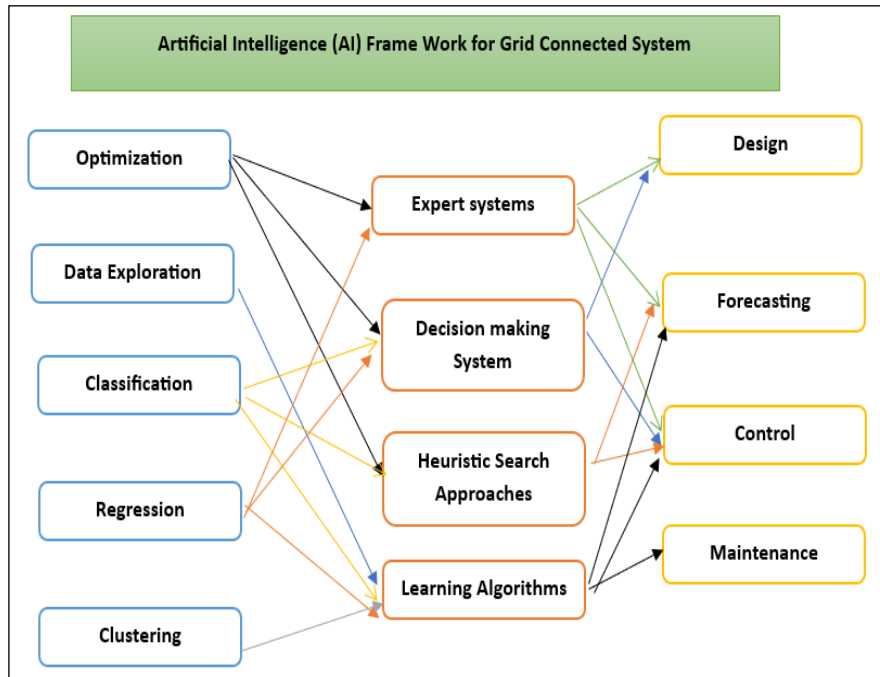 Artificial Intelligence (AI) Frame Work for Grid Connected System
Optimization
Data Exploration
Classification
Regression
Clustering
Expert systems
Decision making
System
Heuristic Search
Approaches
Learning Algorithms
Design
Forecasting
Control
Maintenance